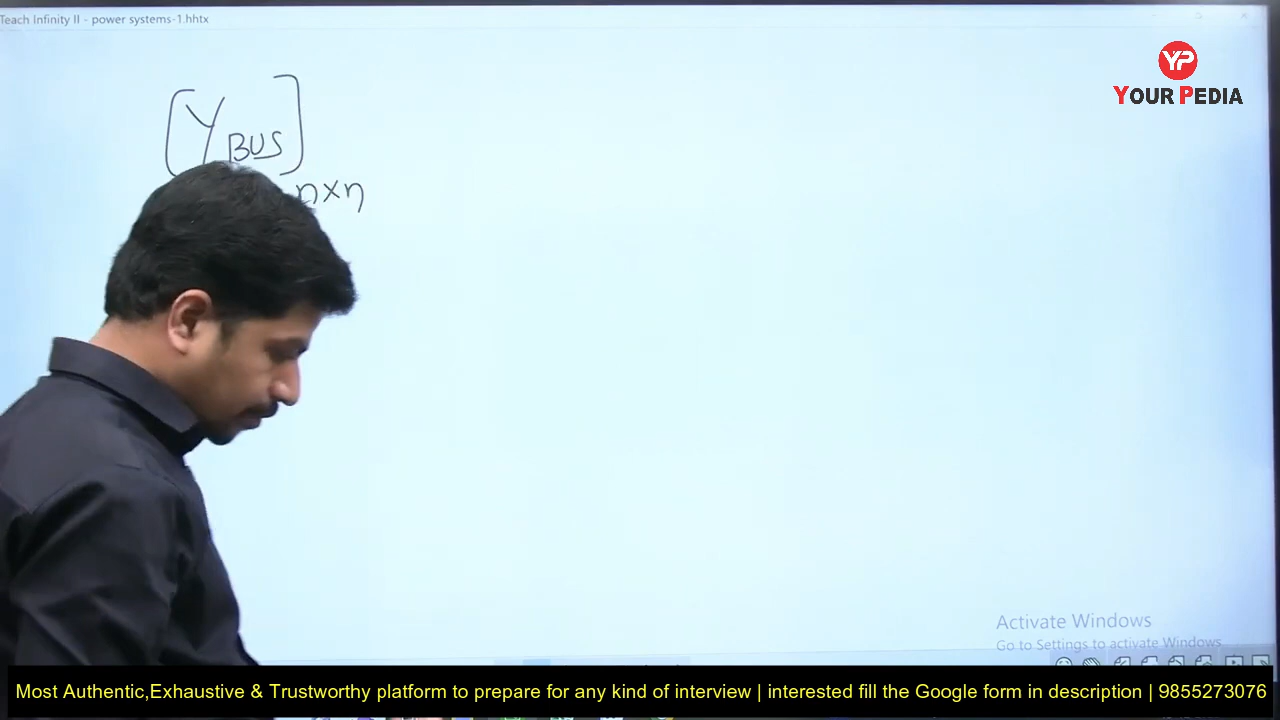 Teach Infinity II - power systems-1.hhtx
YP
YOUR PEDIA
[Y BUS] n×n
Activate Windows
Go to Settings to activate Windows.
Most Authentic,Exhaustive & Trustworthy platform to prepare for any kind of interview | interested fill the Google form in description | 9855273076